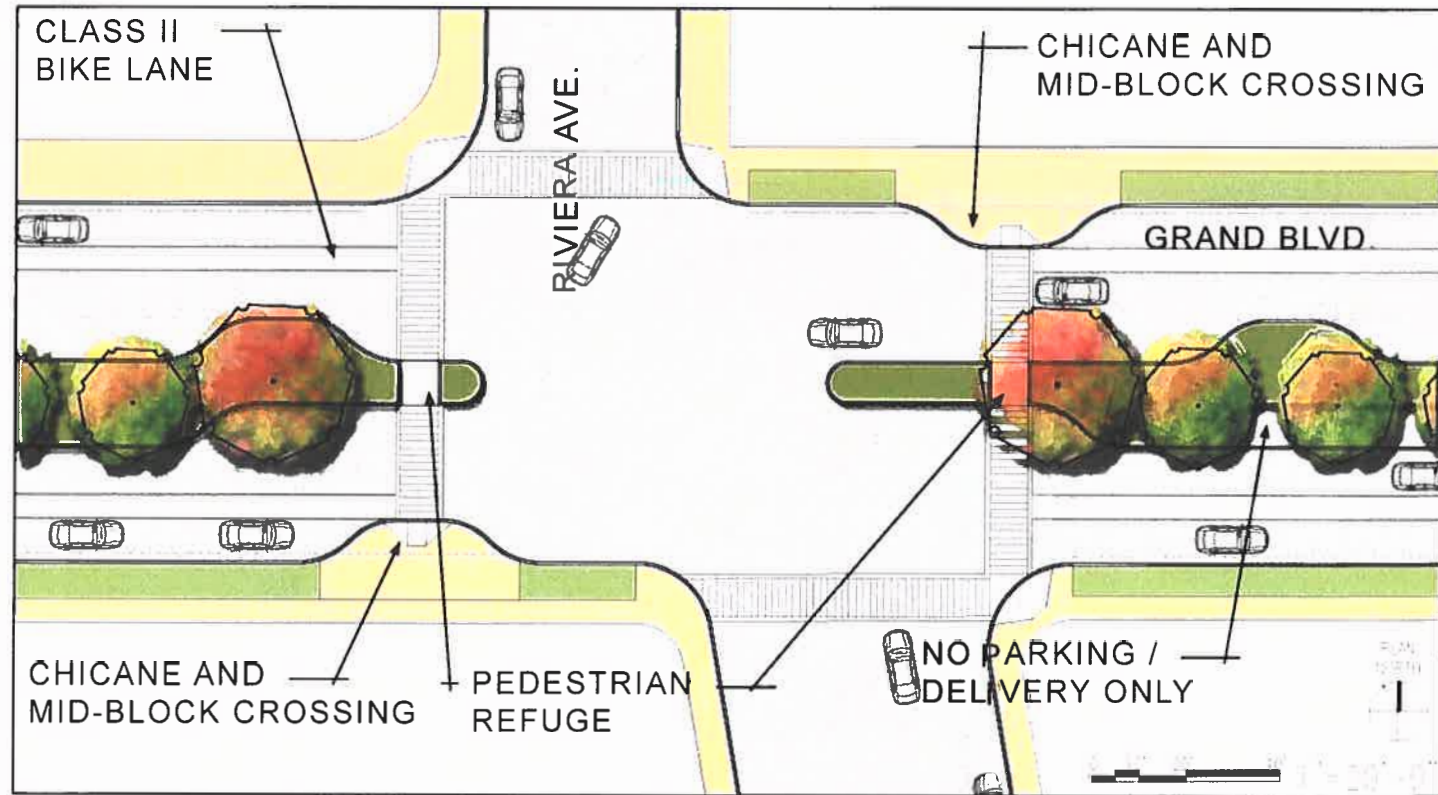 CLASS II
BIKE LANE
RIVIERA AVE.
CHICANE AND
MID-BLOCK CROSSING
GRAND BLVD.
CHICANE AND
MID-BLOCK CROSSING
PEDESTRIAN
REFUGE
NO PARKING /
DELIVERY ONLY